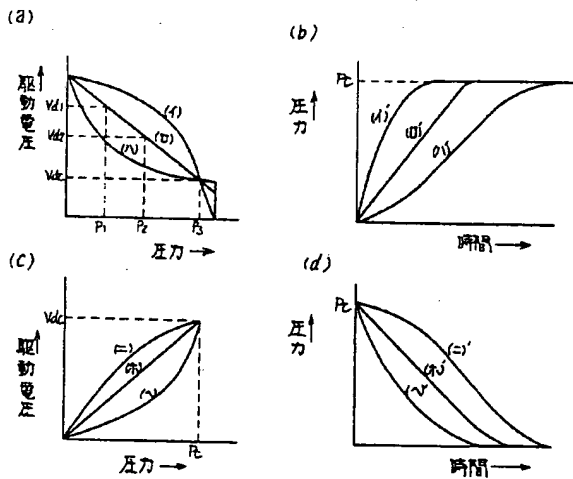 (a)
駆動電圧
Vd1
Vd2
Vdc
(イ)
(ロ)
(ハ)
P1
P2
P3
圧力
(b)
圧力
Pc
(イ)'
(ロ)'
(ハ)'
時間
(c)
駆動電圧
Vdc
(ニ)
(ホ)
(ヘ)
圧力
Pc
(d)
圧力
Pc
(ニ)'
(ホ)'
(ヘ)'
時間